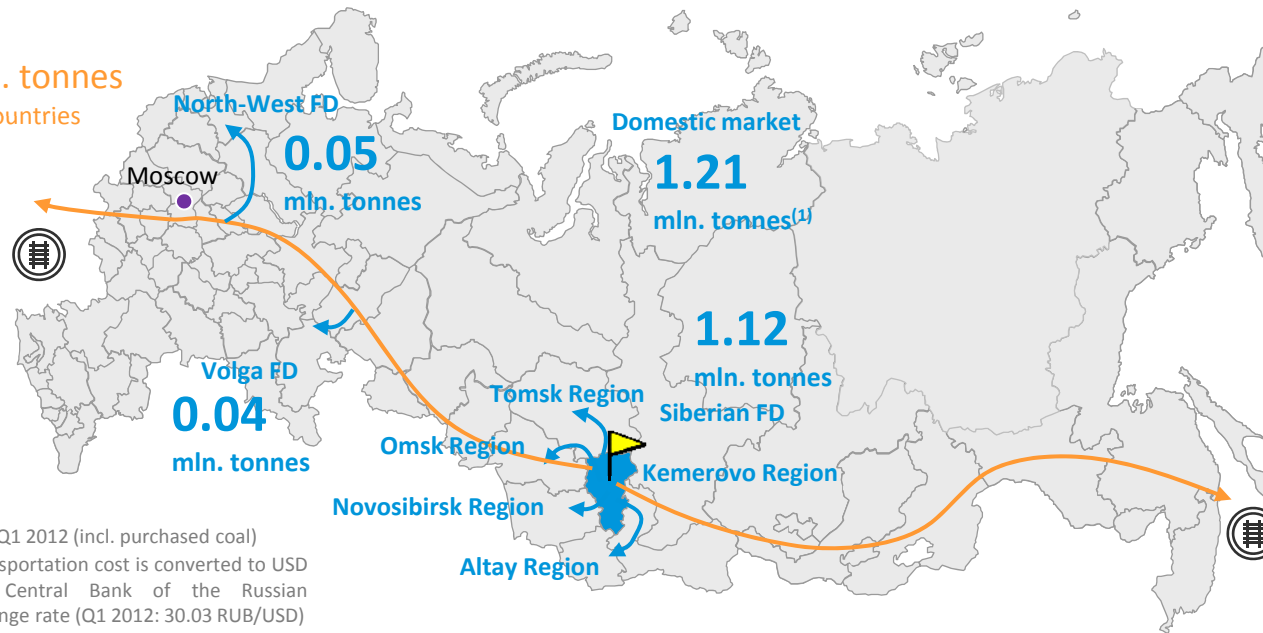 . tonnes
ountries
North-West FD
0.05
mln. tonnes
Moscow
Domestic market
1.21
mln. tonnes(1)
1.12
mln. tonnes
Siberian FD
Volga FD
0.04
mln. tonnes
Tomsk Region
Omsk Region
Kemerovo Region
Novosibirsk Region
Altay Region
Q1 2012 (incl. purchased coal)
sportation cost is converted to USD
Central Bank of the Russian
nge rate (Q1 2012: 30.03 RUB/USD)